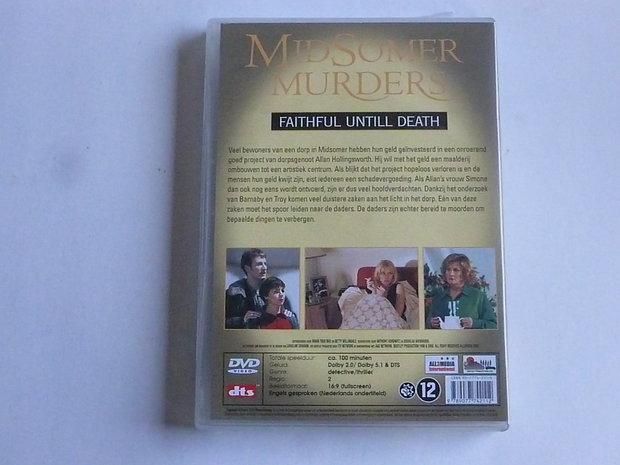 MIDSOMER
MURDERS
FAITHFUL UNTILL DEATH
Veel bewoners van een dorp in Midsomer hebben hun geld geïnvesteerd in een onroerend
goed project van dorpsgenoot Allan Hollingsworth. Hij wil met het geld een maalderij
ombouwen tot een artistiek centrum. Als blijkt dat het project hopeloos verloren is en de
mensen hun geld kwijt zijn, eist iedereen een schadevergoeding. Als Allan's vrouw Simone
dan ook nog eens wordt ontvoerd, zijn er dus veel hoofdverdachten. Dankzij het onderzoek
van Barnaby en Troy komen veel duistere zaken aan het licht in het dorp. Eén van deze
zaken moet het spoor leiden naar de daders. De daders zijn echter bereid te moorden om
bepaalde dingen te verbergen.
DVD
VIDEO
dts
Totale speelduur: ca. 100 minuten
Geluid: Dolby 2.0/ Dolby 5.1 & DTS
Genre: detective/thriller
Regio: 2
Beeldformaat: 16:9 (fullscreen)
Engels gesproken (Nederlands ondertiteld)
12
ALL3MEDIA
International